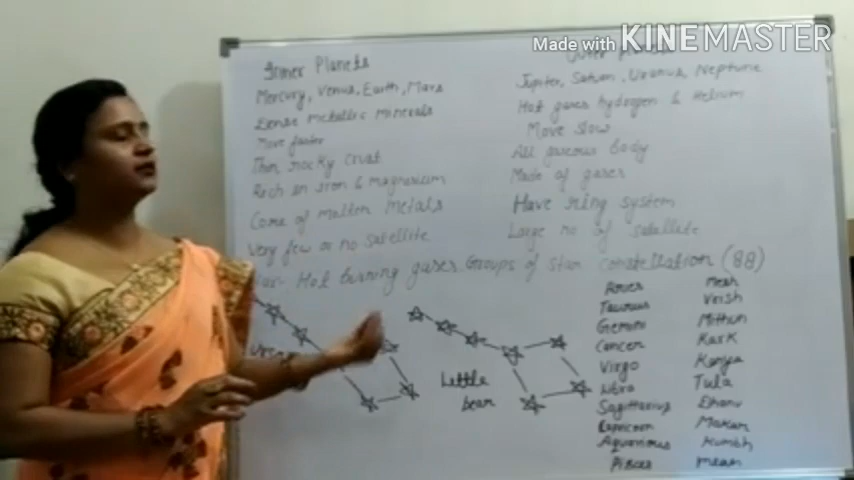 Made with KINEMASTER
Inner Planets
Mercury, Venus, Earth, Mars
Dense metallic minerals
Move faster
Thin rocky crust
Rich in iron & magnesium
Core of molten metals
Very few or no satellite
Outer planets
Jupiter, Saturn, Uranus, Neptune
Hot gases hydrogen & Helium
Move slow
All gaseous body
Made of gases
Have ring system
Large no of satellite
Hot burning gases. Groups of star constellation (88)
Little
bear
Aries Mesh
Taurus Vrish
Gemini Mithun
Cancer Kark
Virgo Kanya
Libra Tula
Sagittarius Dhanu
Capricorn Makar
Aquarious Kumbh
Pisces meen